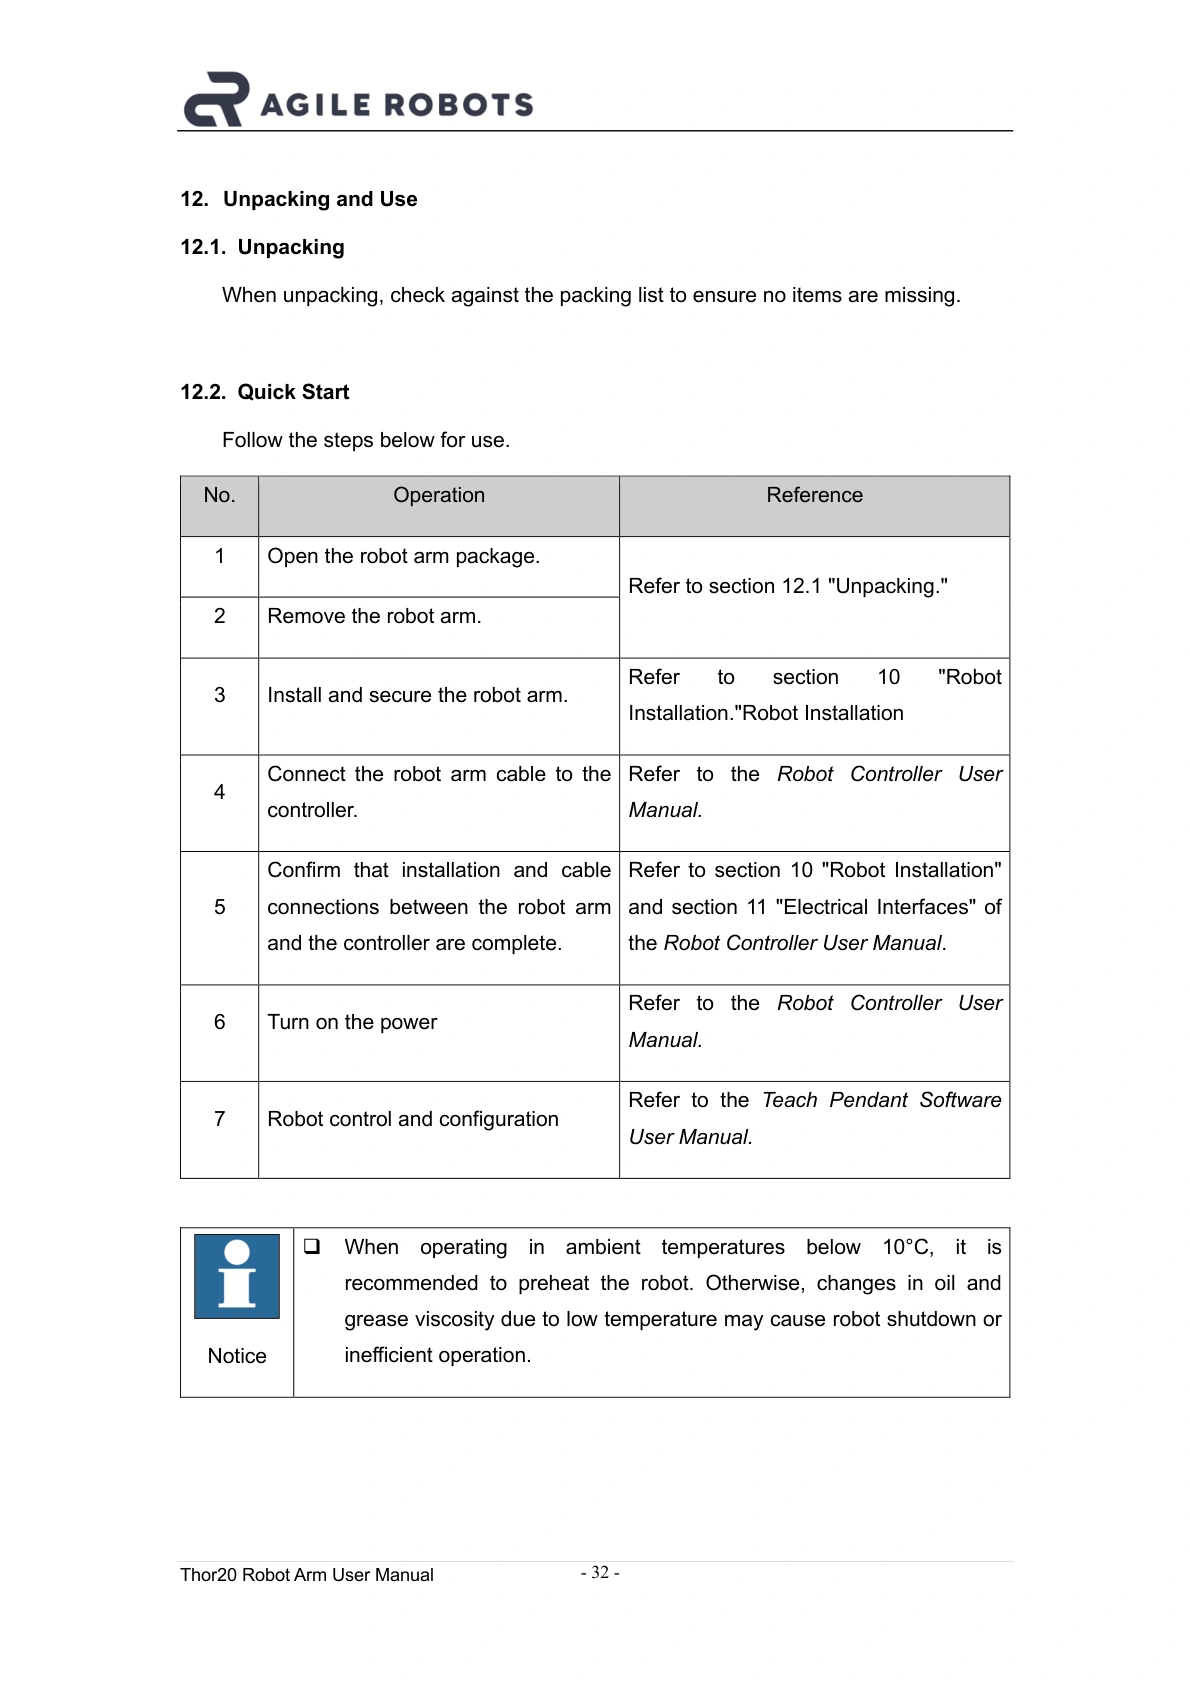 AGILE ROBOTS
12. Unpacking and Use
12.1. Unpacking
When unpacking, check against the packing list to ensure no items are missing.
12.2. Quick Start
Follow the steps below for use.
No. Operation Reference
1 Open the robot arm package.
Refer to section 12.1 "Unpacking."
2 Remove the robot arm.
3 Install and secure the robot arm.
Refer to section 10 "Robot
Installation."Robot Installation
4
Connect the robot arm cable to the
controller.
Refer to the Robot Controller User
Manual.
5
Confirm that installation and cable
connections between the robot arm
and the controller are complete.
Refer to section 10 "Robot Installation"
and section 11 "Electrical Interfaces" of
the Robot Controller User Manual.
6 Turn on the power
Refer to the Robot Controller User
Manual.
7 Robot control and configuration
Refer to the Teach Pendant Software
User Manual.
Notice
❑ When operating in ambient temperatures below 10°C, it is
recommended to preheat the robot. Otherwise, changes in oil and
grease viscosity due to low temperature may cause robot shutdown or
inefficient operation.
Thor20 Robot Arm User Manual - 32 -